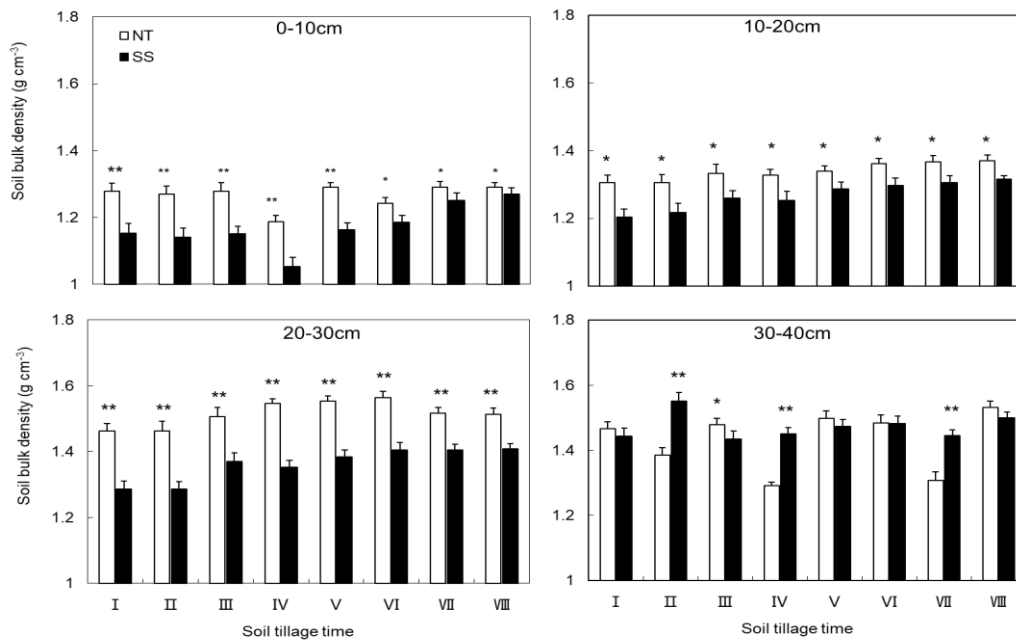 0-10cm
1.8
1.6
1.4
1.2
1
Soil bulk density (g cm-3)
NT
SS
** ** ** ** ** * * *
10-20cm
1.8
1.6
1.4
1.2
1
* * * * * * * *
20-30cm
1.8
1.6
1.4
1.2
1
Soil bulk density (g cm-3)
** ** ** ** ** ** ** **
Ⅰ Ⅱ Ⅲ Ⅳ Ⅴ Ⅵ Ⅶ Ⅷ
Soil tillage time
30-40cm
1.8
1.6
1.4
1.2
1
** * ** **
Ⅰ Ⅱ Ⅲ Ⅳ Ⅴ Ⅵ Ⅶ Ⅷ
Soil tillage time